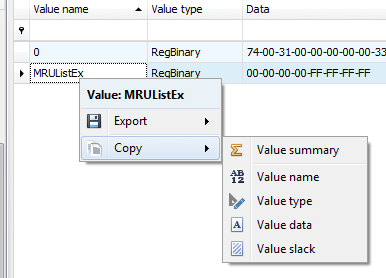 Value name Value type Data
0 RegBinary 74-00-31-00-00-00-00-00-33
MRUListEx RegBinary 00-00-00-00-FF-FF-FF-FF
Value: MRUListEx
Export
Copy
Value summary
AB
12
Value name
Value type
A
Value data
Value slack